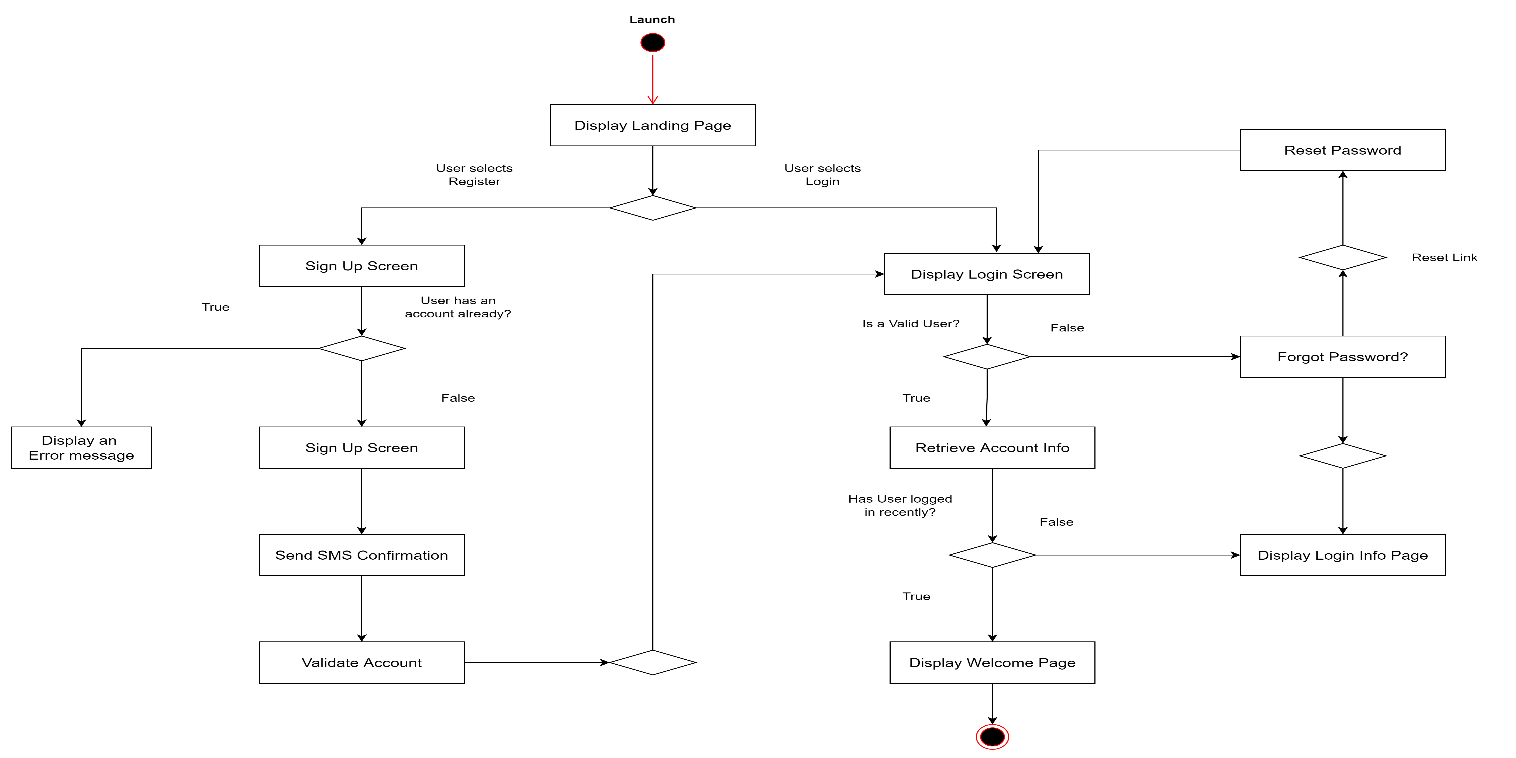 Launch
Display Landing Page
User selects
Register
User selects
Login
Reset Password
Sign Up Screen
Display Login Screen
Reset Link
True
User has an
account already?
Is a Valid User?
False
Forgot Password?
False
True
Display an
Error message
Sign Up Screen
Retrieve Account Info
Has User logged
in recently?
False
Send SMS Confirmation
Display Login Info Page
True
Validate Account
Display Welcome Page